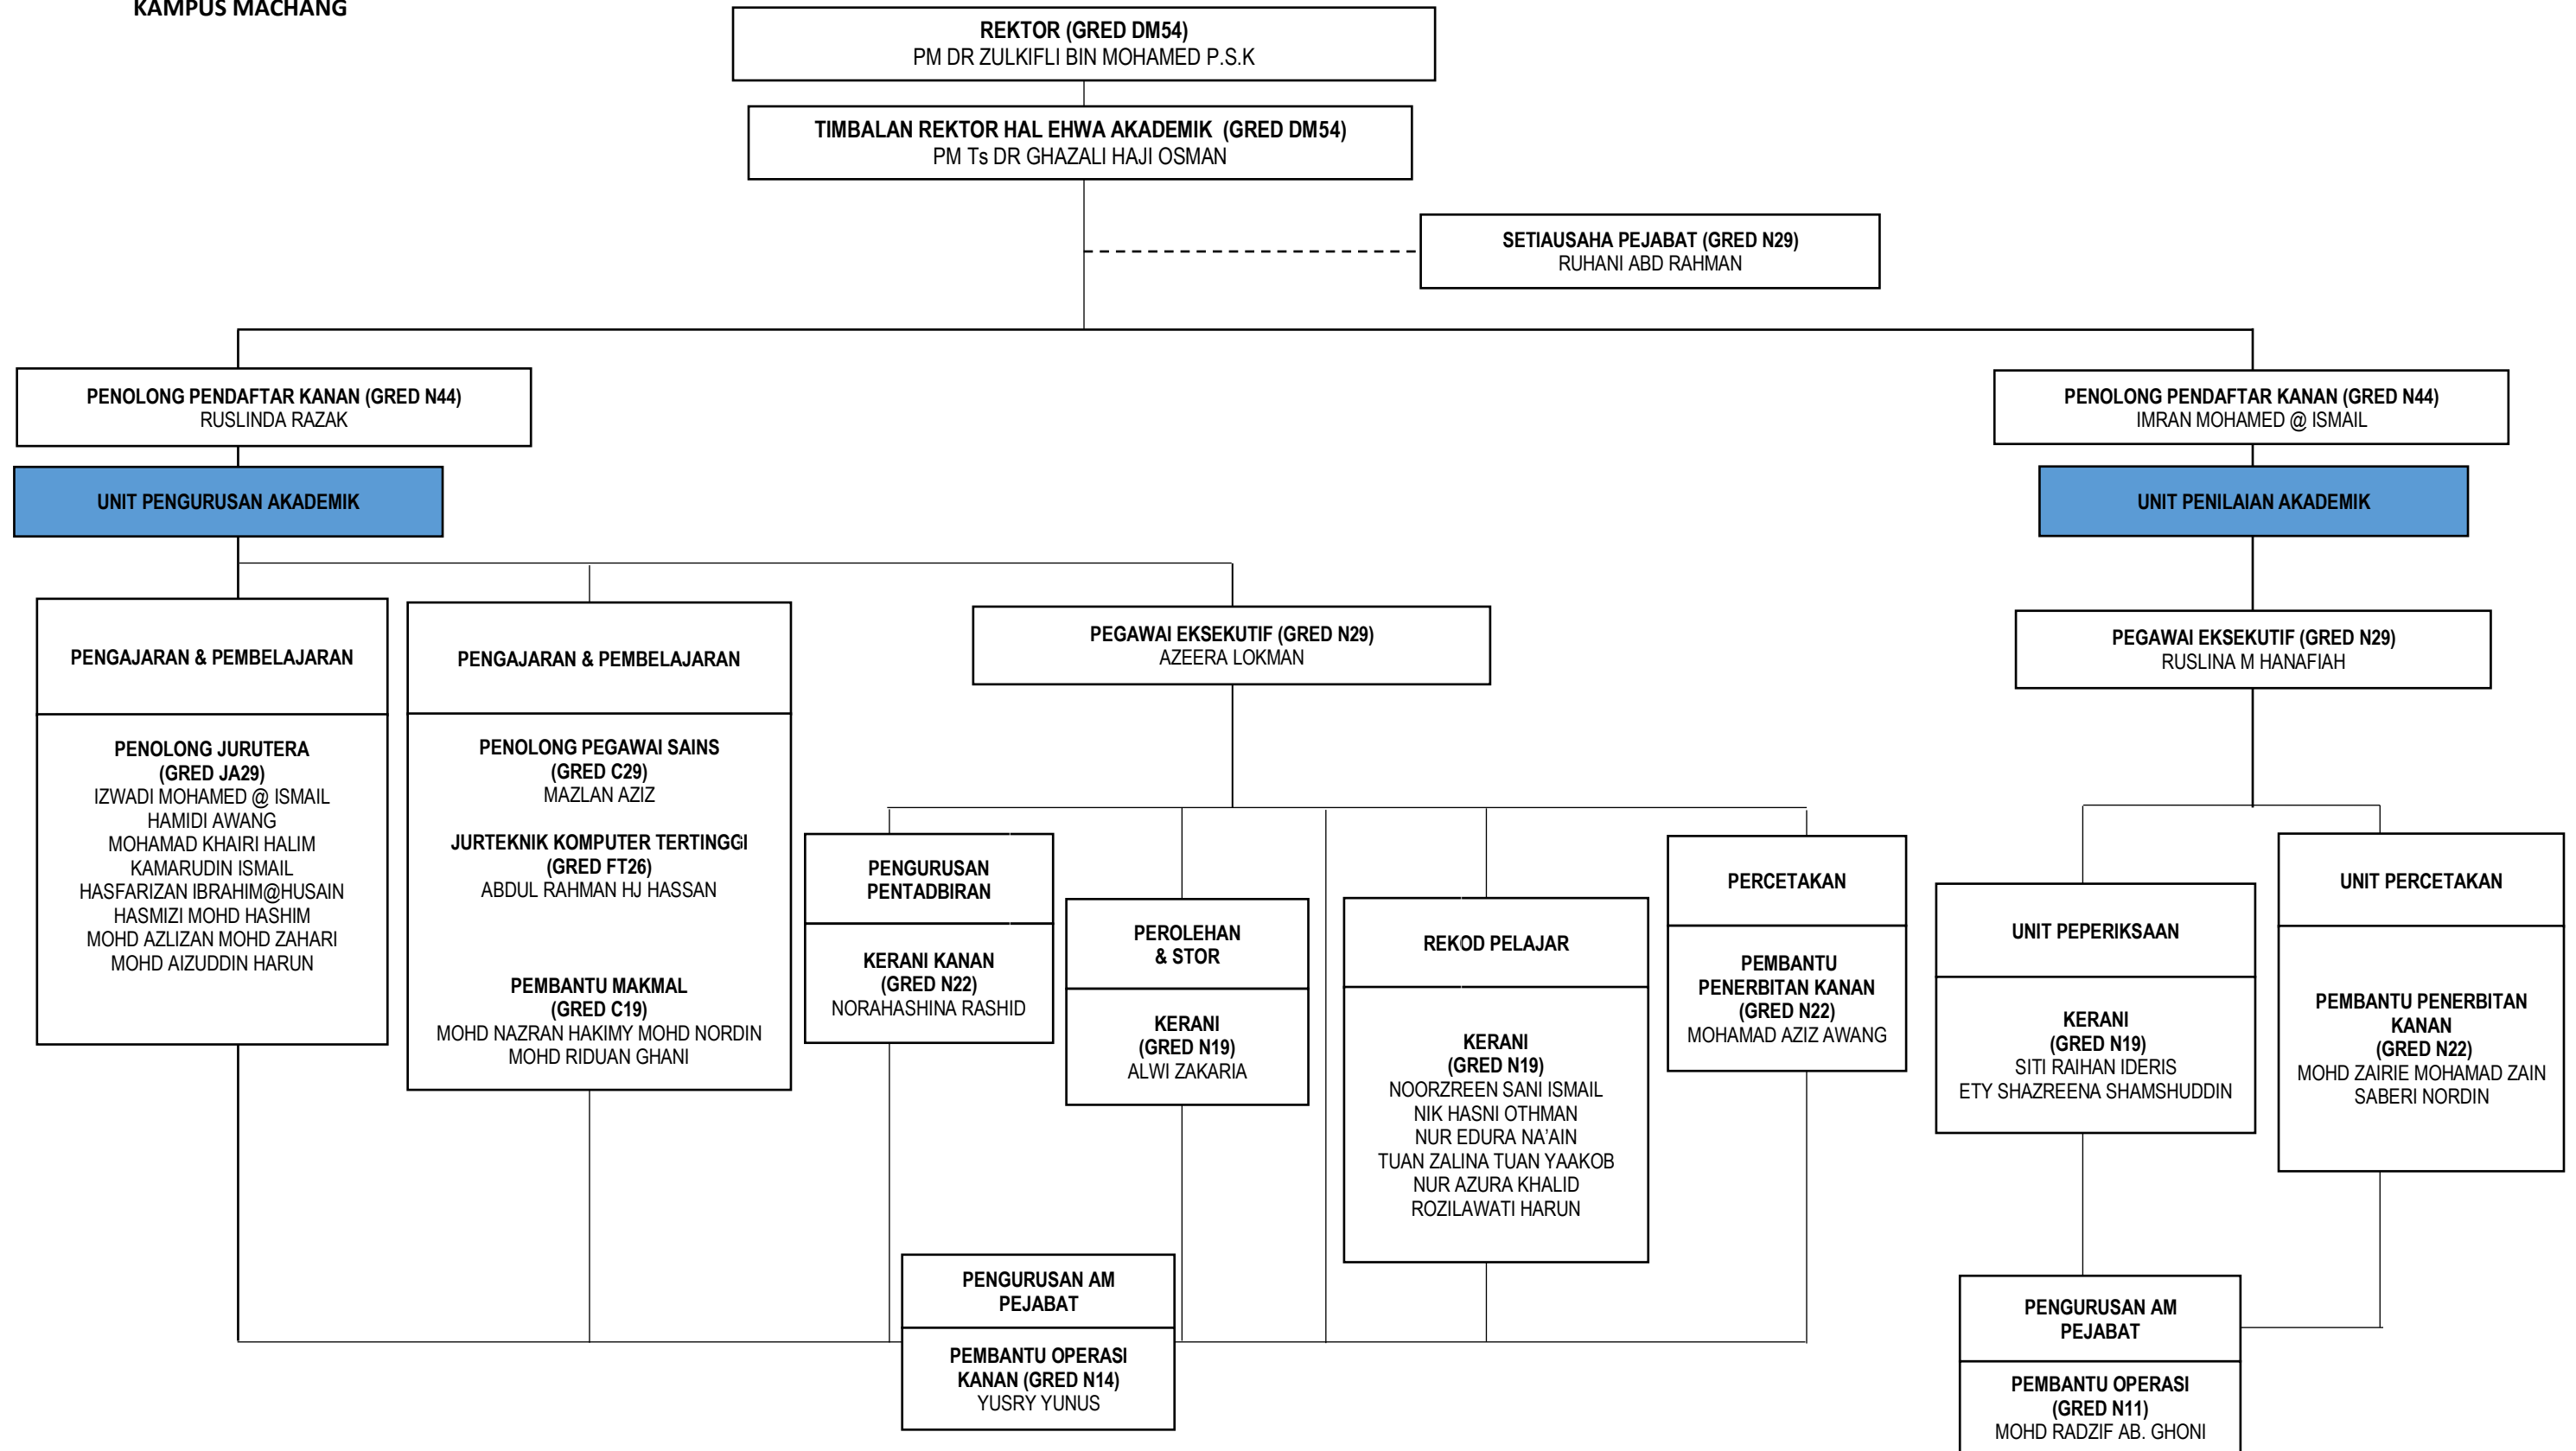 KAMPUS MACHANG
REKTOR (GRED DM54)
PM DR ZULKIFLI BIN MOHAMED P.S.K
TIMBALAN REKTOR HAL EHWA AKADEMIK (GRED DM54)
PM Ts DR GHAZALI HAJI OSMAN
SETIAUSAHA PEJABAT (GRED N29)
RUHANI ABD RAHMAN
PENOLONG PENDAFTAR KANAN (GRED N44)
RUSLINDA RAZAK
PENOLONG PENDAFTAR KANAN (GRED N44)
IMRAN MOHAMED @ ISMAIL
UNIT PENGURUSAN AKADEMIK
UNIT PENILAIAN AKADEMIK
PENGAJARAN & PEMBELAJARAN
PENOLONG JURUTERA
(GRED JA29)
IZWADI MOHAMED @ ISMAIL
HAMIDI AWANG
MOHAMAD KHAIRI HALIM
KAMARUDIN ISMAIL
HASFARIZAN IBRAHIM@HUSAIN
HASMIZI MOHD HASHIM
MOHD AZLIZAN MOHD ZAHARI
MOHD AIZUDDIN HARUN
PENGAJARAN & PEMBELAJARAN
PENOLONG PEGAWAI SAINS
(GRED C29)
MAZLAN AZIZ
JURTEKNIK KOMPUTER TERTINGGI
(GRED FT26)
ABDUL RAHMAN HJ HASSAN
PEMBANTU MAKMAL
(GRED C19)
MOHD NAZRAN HAKIMY MOHD NORDIN
MOHD RIDUAN GHANI
PEGAWAI EKSEKUTIF (GRED N29)
AZEERA LOKMAN
PENGURUSAN
PENTADBIRAN
KERANI KANAN
(GRED N22)
NORAHASHINA RASHID
PEROLEHAN
& STOR
KERANI
(GRED N19)
ALWI ZAKARIA
REKOD PELAJAR
KERANI
(GRED N19)
NOORZREEN SANI ISMAIL
NIK HASNI OTHMAN
NUR EDURA NA’AIN
TUAN ZALINA TUAN YAAKOB
NUR AZURA KHALID
ROZILAWATI HARUN
PERCETAKAN
PEMBANTU
PENERBITAN KANAN
(GRED N22)
MOHAMAD AZIZ AWANG
PENGURUSAN AM
PEJABAT
PEMBANTU OPERASI
KANAN (GRED N14)
YUSRY YUNUS
PEGAWAI EKSEKUTIF (GRED N29)
RUSLINA M HANAFIAH
UNIT PEPERIKSAAN
KERANI
(GRED N19)
SITI RAIHAN IDERIS
ETY SHAZREENA SHAMSHUDDIN
UNIT PERCETAKAN
PEMBANTU PENERBITAN
KANAN
(GRED N22)
MOHD ZAIRIE MOHAMAD ZAIN
SABERI NORDIN
PENGURUSAN AM
PEJABAT
PEMBANTU OPERASI
(GRED N11)
MOHD RADZIF AB. GHONI